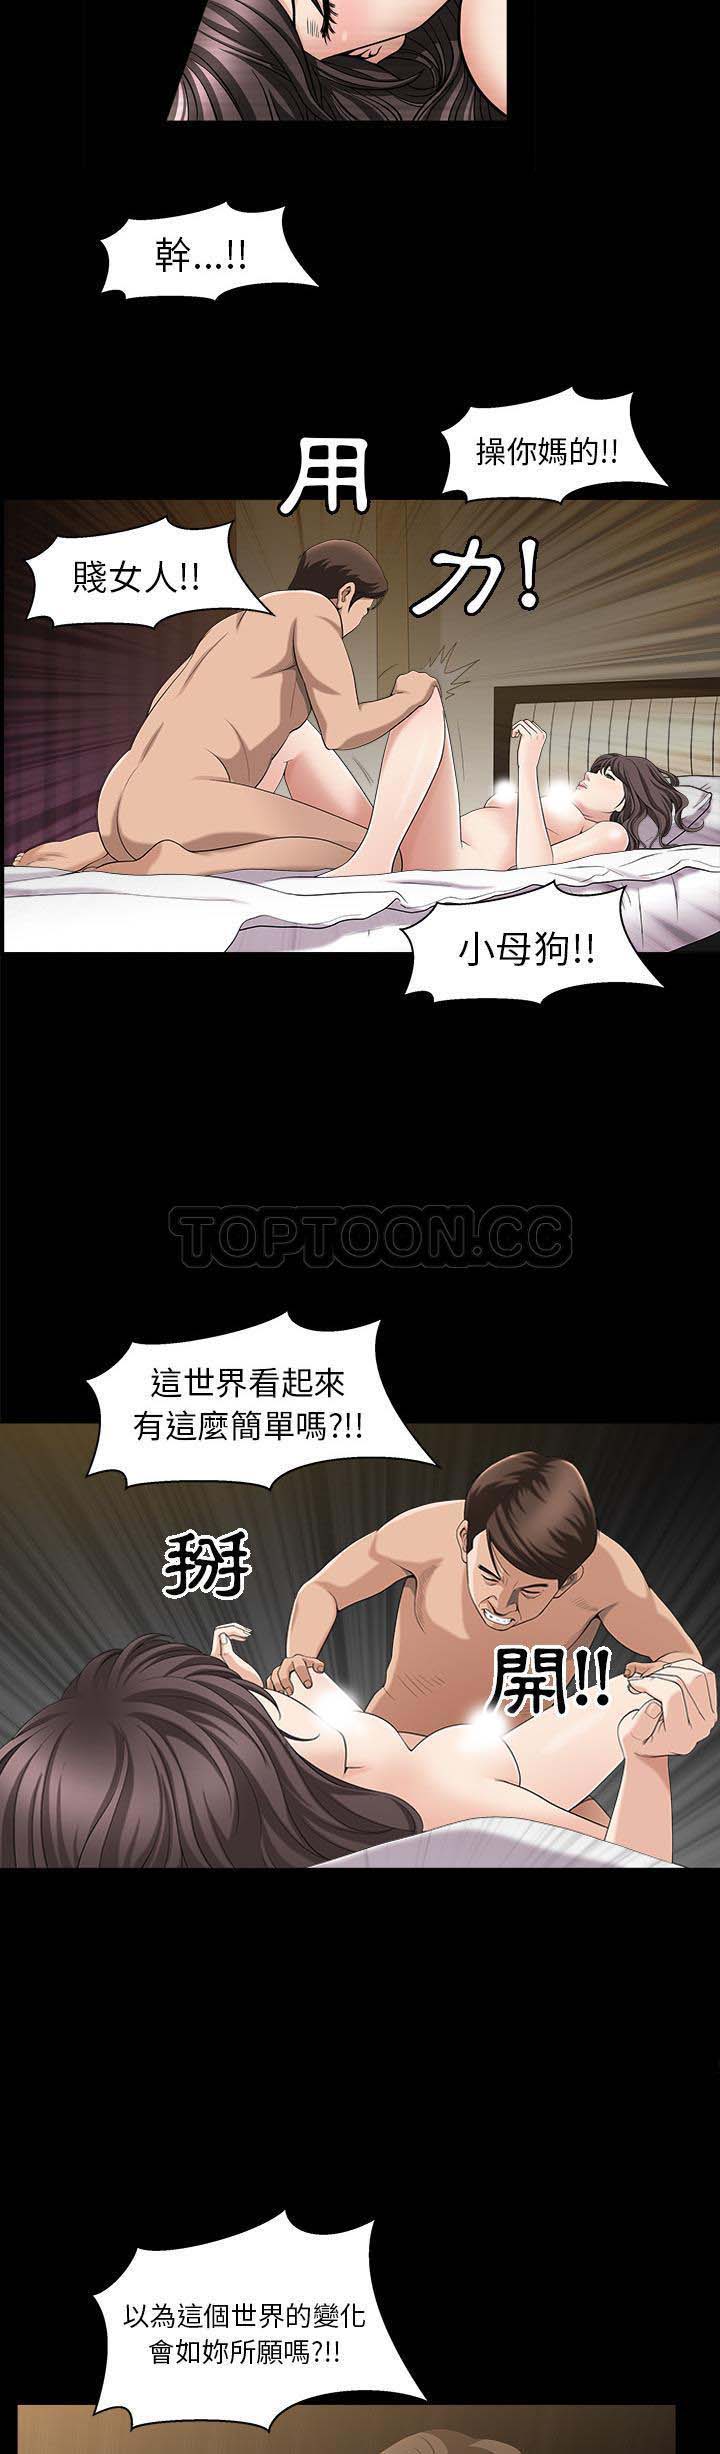 幹...!!
操你媽的!!
用
力!
賤女人!!
小母狗!!
TOPTOON.CC
這世界看起來
有這麼簡單嗎?!!
掰
開!!
以為這個世界的變化
會如妳所願嗎?!!